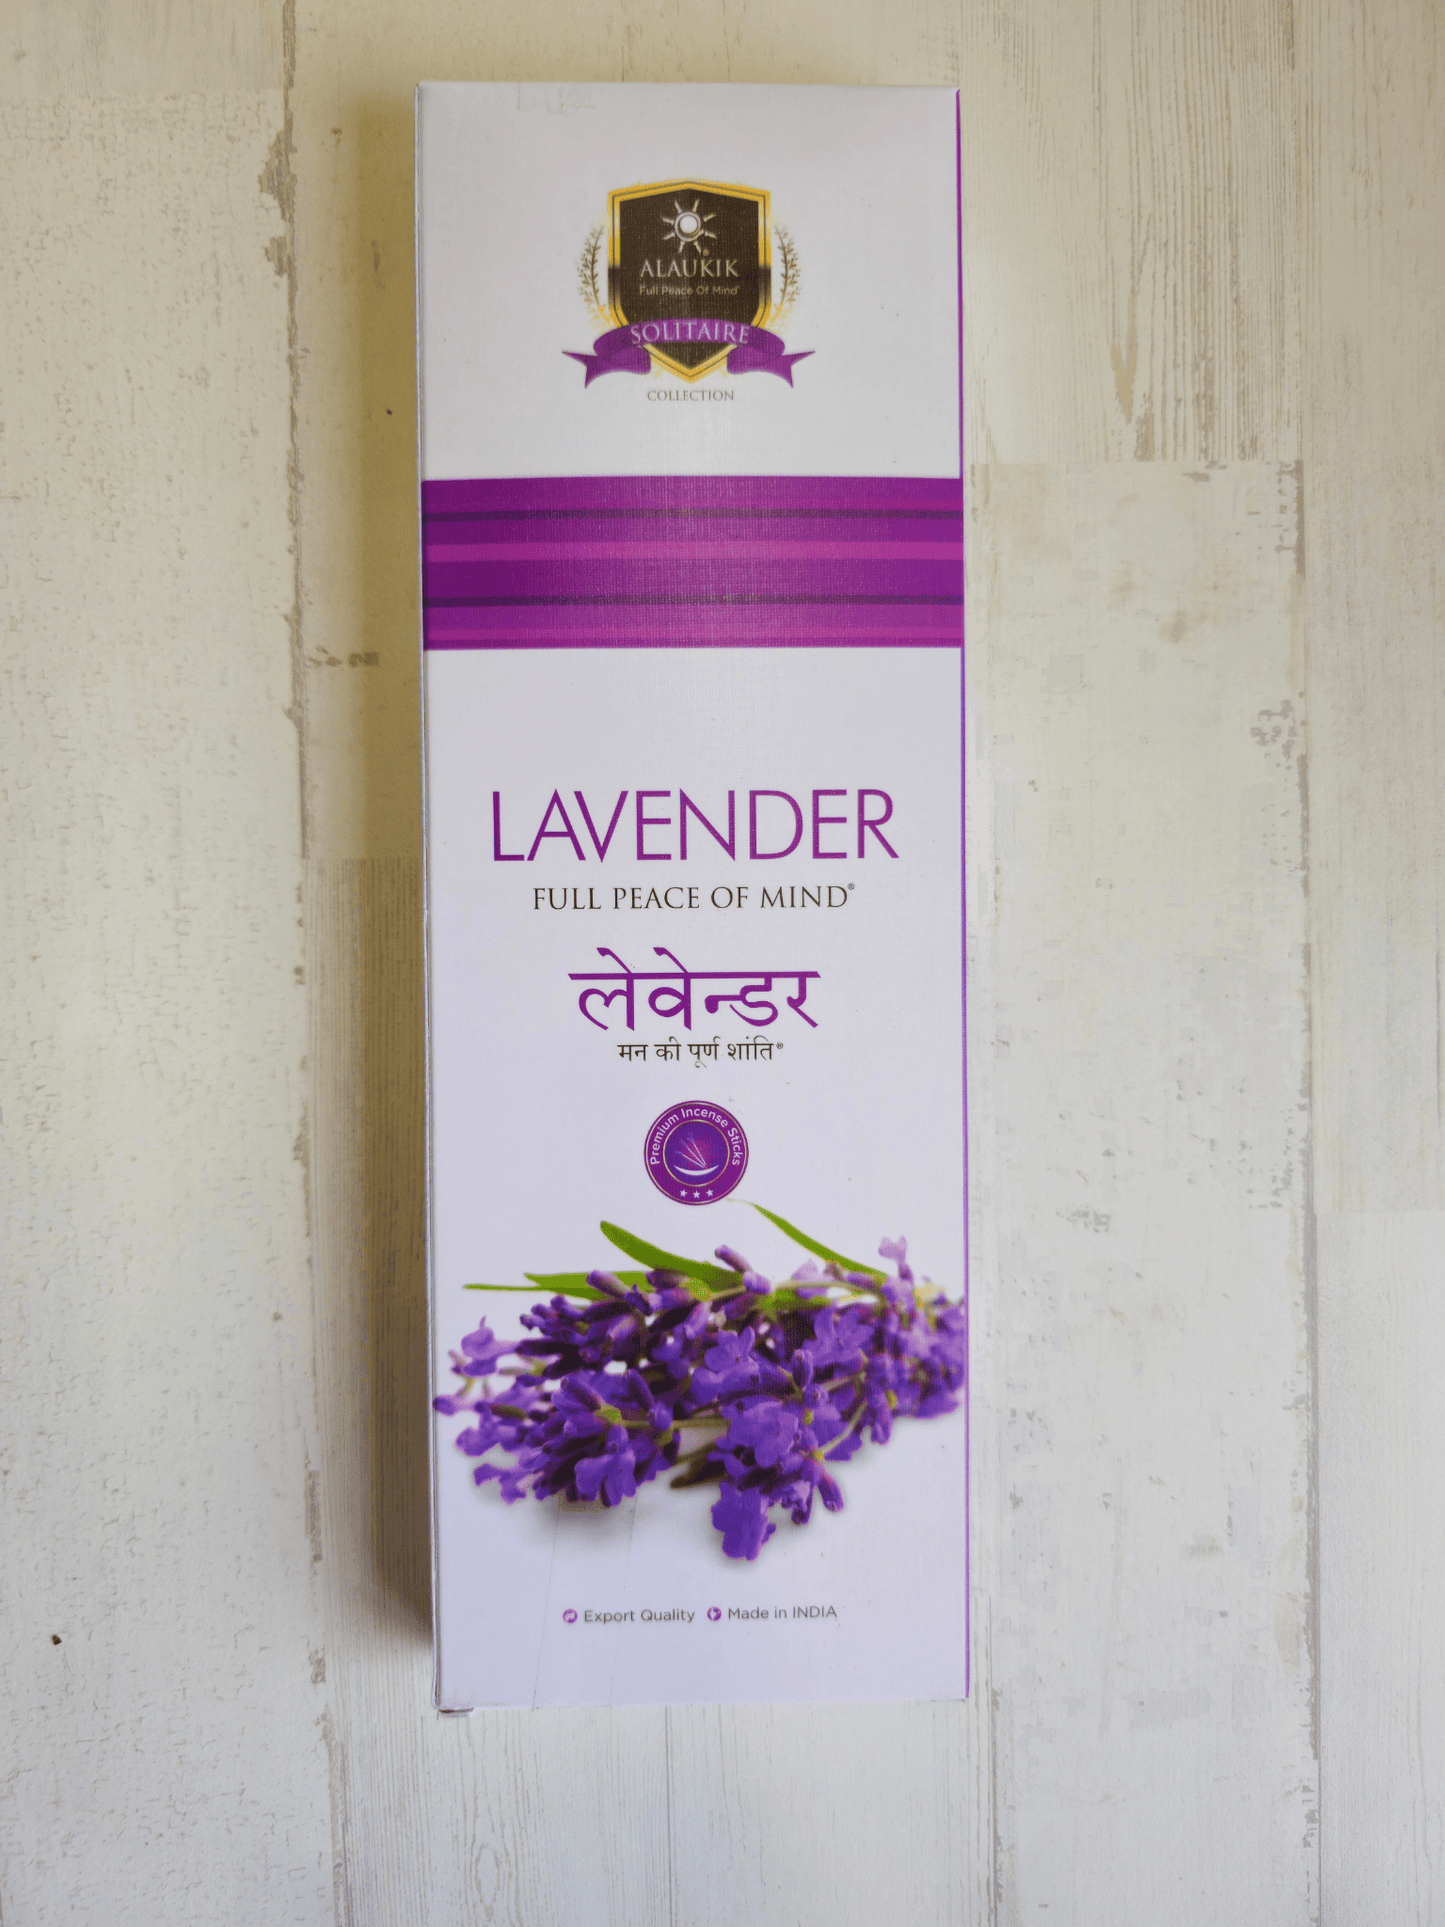 ALAUKIK
Full Peace Of Mind
SOLITAIRE
COLLECTION
LAVENDER
FULL PEACE OF MIND®
लेवेन्डर
मन की पूर्ण शांति®
Premium Incense Sticks
Export Quality Made in INDIA